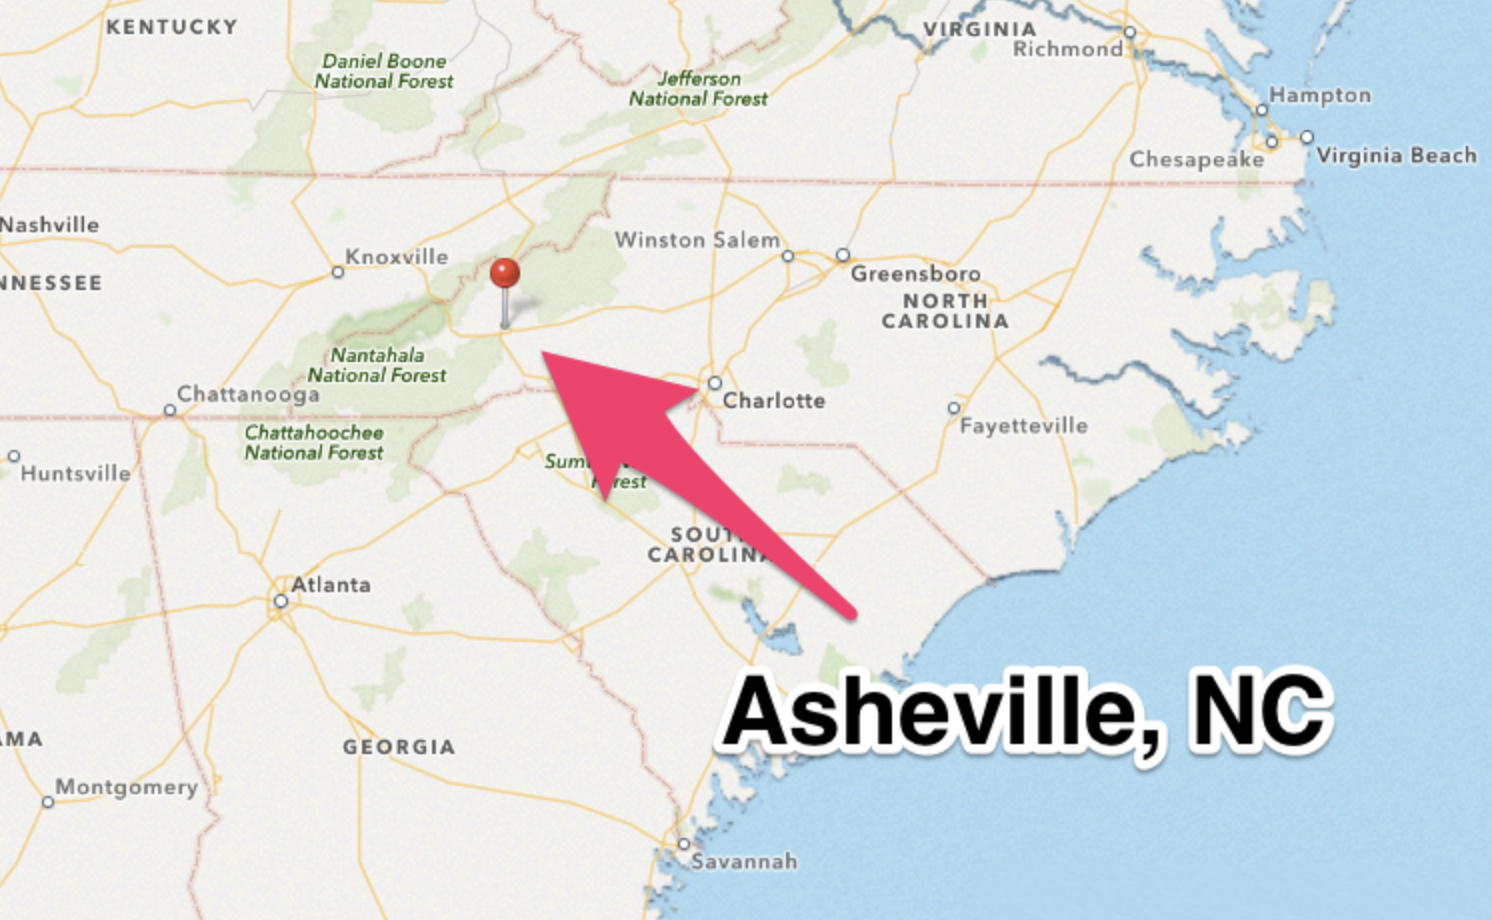 KENTUCKY
VIRGINIA
Richmond
Daniel Boone
National Forest
Jefferson
National Forest
Hampton
Chesapeake
Virginia Beach
Nashville
Knoxville
Winston Salem
Greensboro
NNESSEE
NORTH
CAROLINA
Nantahala
National Forest
Chattanooga
Charlotte
Fayetteville
Chattahoochee
National Forest
Huntsville
SOUT
CAROLINA
Atlanta
Asheville, NC
AMA
GEORGIA
Montgomery
Savannah